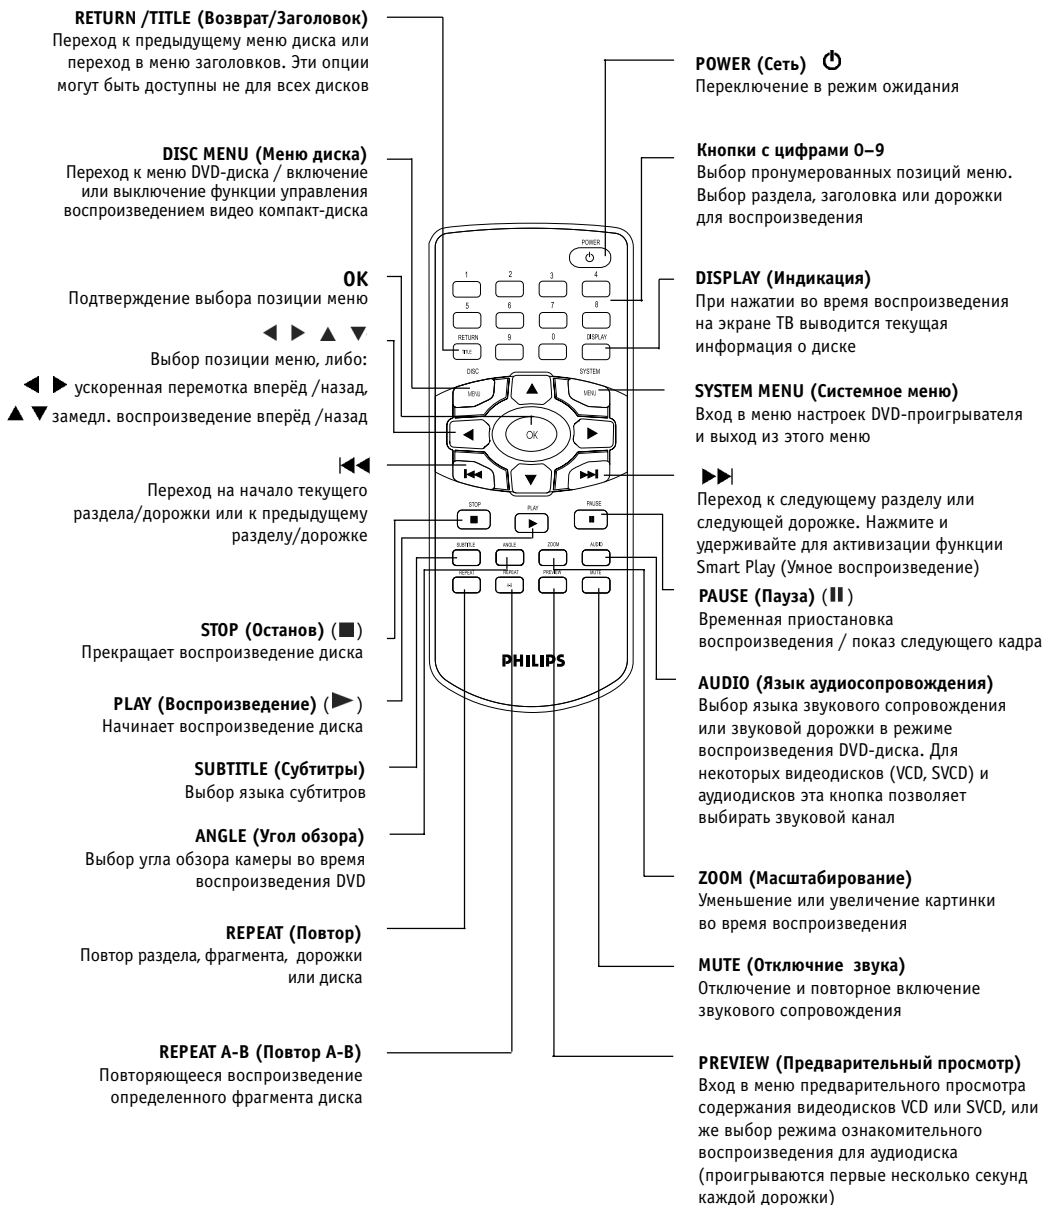 RETURN /TITLE (Возврат/Заголовок)
Переход к предыдущему меню диска или
переход в меню заголовков. Эти опции
могут быть доступны не для всех дисков
DISC MENU (Меню диска)
Переход к меню DVD-диска / включение
или выключение функции управления
воспроизведением видео компакт-диска
OK
Подтверждение выбора позиции меню
◀ ▶ ▲ ▼
Выбор позиции меню, либо:
◀ ▶ ускоренная перемотка вперёд /назад,
▲ ▼ замедл. воспроизведение вперёд /назад
Переход на начало текущего
раздела/дорожки или к предыдущему
разделу/дорожке
STOP (Останов) (■)
Прекращает воспроизведение диска
PLAY (Воспроизведение) (▶)
Начинает воспроизведение диска
SUBTITLE (Субтитры)
Выбор языка субтитров
ANGLE (Угол обзора)
Выбор угла обзора камеры во время
воспроизведения DVD
REPEAT (Повтор)
Повтор раздела, фрагмента, дорожки
или диска
REPEAT A-B (Повтор A-B)
Повторяющееся воспроизведение
определенного фрагмента диска
POWER
1 2 3 4
5 6 7 8
RETURN 9 0 DISPLAY
TITLE
DISC SYSTEM
MENU MENU
OK
STOP PLAY PAUSE
SUBTITLE ANGLE ZOOM AUDIO
REPEAT REPEAT PREVIEW MUTE
PHILIPS
POWER (Сеть)
Переключение в режим ожидания
Кнопки с цифрами 0–9
Выбор пронумерованных позиций меню.
Выбор раздела, заголовка или дорожки
для воспроизведения
DISPLAY (Индикация)
При нажатии во время воспроизведения
на экране ТВ выводится текущая
информация о диске
SYSTEM MENU (Системное меню)
Вход в меню настроек DVD-проигрывателя
и выход из этого меню
Переход к следующему разделу или
следующей дорожке. Нажмите и
удерживайте для активизации функции
Smart Play (Умное воспроизведение)
PAUSE (Пауза) (II)
Временная приостановка
воспроизведения / показ следующего кадра
AUDIO (Язык аудиосопровождения)
Выбор языка звукового сопровождения
или звуковой дорожки в режиме
воспроизведения DVD-диска. Для
некоторых видеодисков (VCD, SVCD) и
аудиодисков эта кнопка позволяет
выбирать звуковой канал
ZOOM (Масштабирование)
Уменьшение или увеличение картинки
во время воспроизведения
MUTE (Отключние звука)
Отключение и повторное включение
звукового сопровождения
PREVIEW (Предварительный просмотр)
Вход в меню предварительного просмотра
содержания видеодисков VCD или SVCD, или
же выбор режима ознакомительного
воспроизведения для аудиодиска
(проигрываются первые несколько секунд
каждой дорожки)